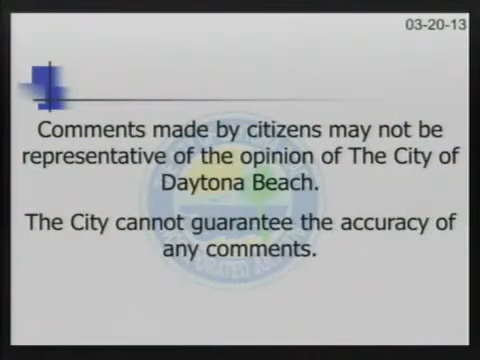 03-20-13
Comments made by citizens may not be
representative of the opinion of The City of
Daytona Beach.
The City cannot guarantee the accuracy of
any comments.